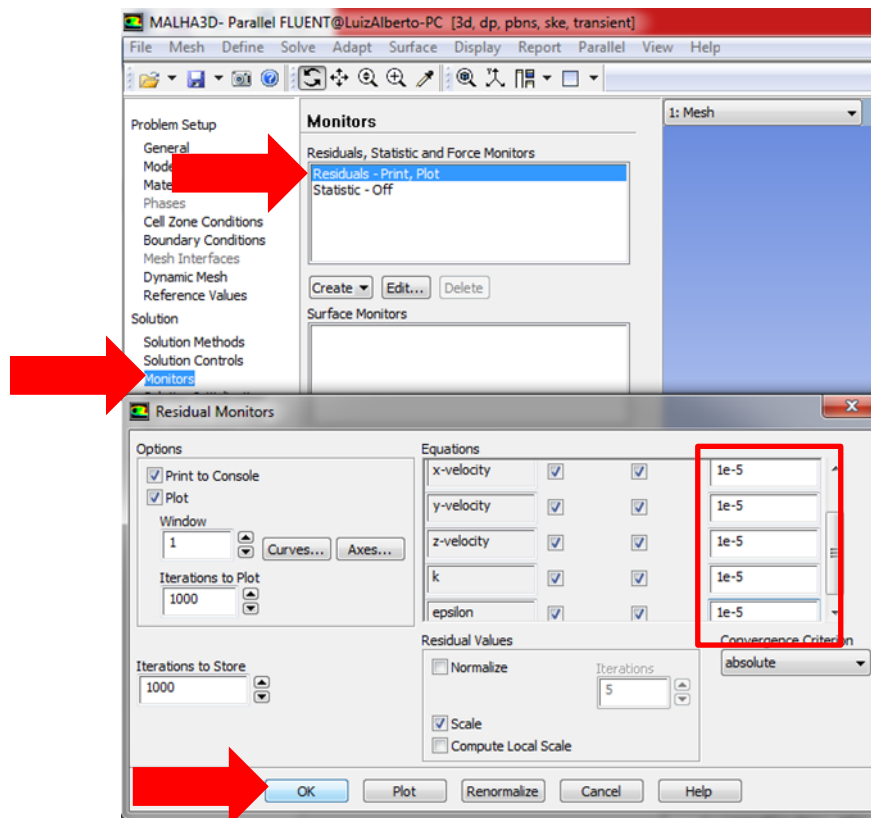 MALHA3D- Parallel FLUENT@LuizAlberto-PC [3d, dp, pbns, ske, transient]
File Mesh Define Solve Adapt Surface Display Report Parallel View Help
1: Mesh
Problem Setup
General
Mode
Mate
Phases
Cell Zone Conditions
Boundary Conditions
Mesh Interfaces
Dynamic Mesh
Reference Values
Solution
Solution Methods
Solution Controls
Monitors
Monitors
Residuals, Statistic and Force Monitors
Residuals - Print, Plot
Statistic - Off
Create Edit... Delete
Surface Monitors
Residual Monitors
Options
Print to Console
Plot
Window
1
Curves... Axes...
Iterations to Plot
1000
Iterations to Store
1000
Equations
x-velocity 1e-5
y-velocity 1e-5
z-velocity 1e-5
k 1e-5
epsilon 1e-5
Residual Values
Normalize
Iterations
5
Scale
Compute Local Scale
Convergence Criterion
absolute
OK Plot Renormalize Cancel Help